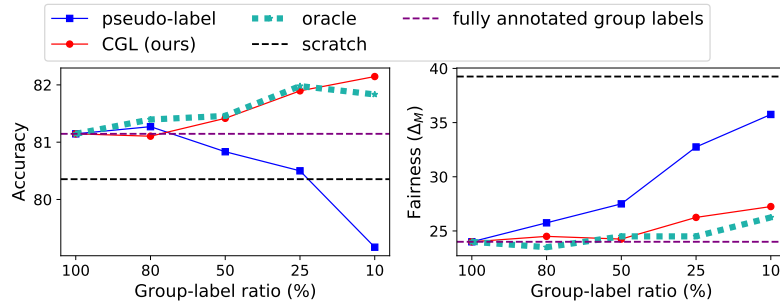 pseudo-label
CGL (ours)
oracle
scratch
fully annotated group labels
82
81
80
Accuracy
100
80
50
25
10
Group-label ratio (%)
40
35
30
25
Fairness (Δ_M)
100
80
50
25
10
Group-label ratio (%)